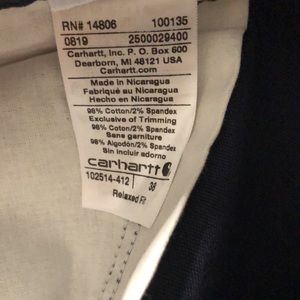 RN# 14806 100135
0819 2500029400
Carhartt, Inc. P.O. Box 600
Dearborn, MI 48121 USA
Carhartt.com
Made in Nicaragua
Fabriqué au Nicaragua
Hecho en Nicaragua
98% Cotton/2% Spandex
Exclusive of Trimming
98% Coton/2% Spandex
Sans garniture
98% Algodón/2% Spandex
Sin incluir adorno
carhartt
102514-412 36
Relaxed Fit